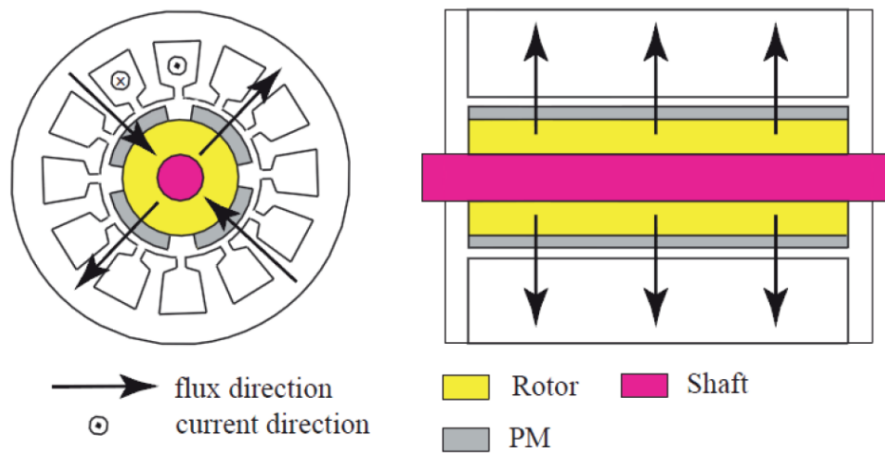 flux direction
current direction
Rotor
Shaft
PM